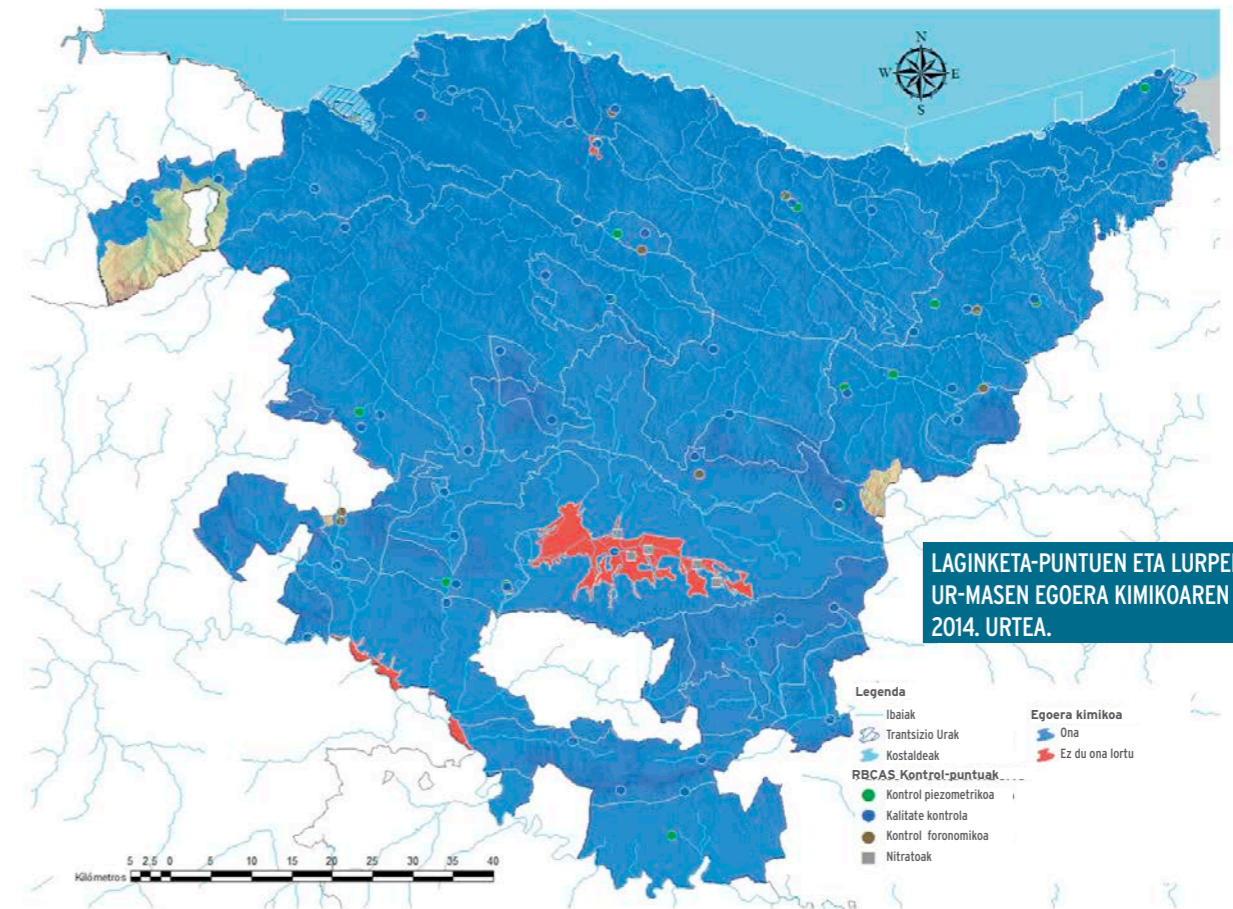 N
W E
S
LAGINKETA-PUNTUEN ETA
UR-MASEN EGOERA KIMIKOAREN
2014. URTEA.
Legenda
Ibaiak
Trantsizio Urak
Kostaldeak
RBCAS Kontrol-puntuak
Kontrol piezometrikoa
Kalitate kontrola
Kontrol foronomikoa
Nitratoak
Egoera kimikoa
Ona
Ez du ona lortu
5 2,5 0 5 10 15 20 25 30 35 40
Kilómetros